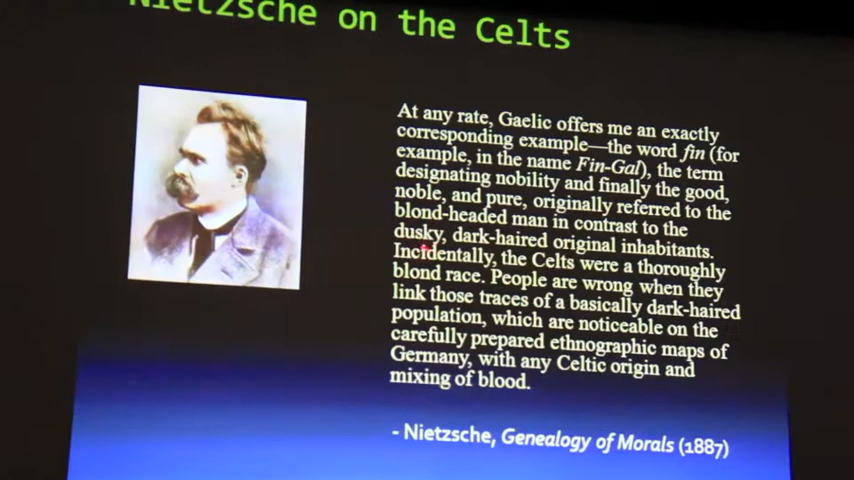 Nietzsche on the Celts
At any rate, Gaelic offers me an exactly
corresponding example—the word fin (for
example, in the name Fin-Gal), the term
designating nobility and finally the good,
noble, and pure, originally referred to the
blond-headed man in contrast to the
dusky, dark-haired original inhabitants.
Incidentally, the Celts were a thoroughly
blond race. People are wrong when they
link those traces of a basically dark-haired
population, which are noticeable on the
carefully prepared ethnographic maps of
Germany, with any Celtic origin and
mixing of blood.
- Nietzsche, Genealogy of Morals (1887)